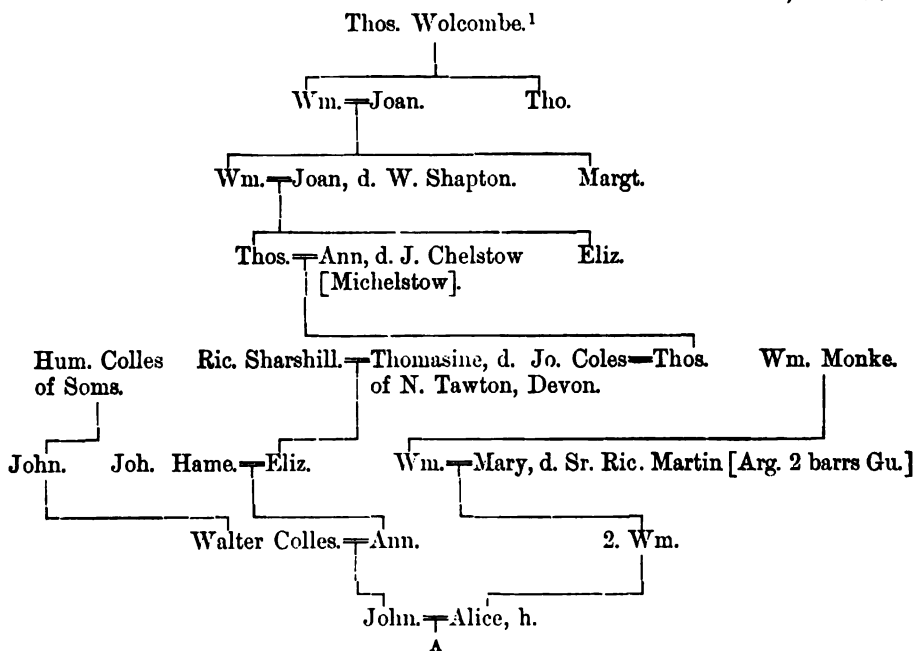 Thos. Wolcombe.¹
Wm. Joan. Tho.
Wm. Joan, d. W. Shapton. Margt.
Thos. Ann, d. J. Chelstow Eliz.
[Michelstow].
Hum. Colles Ric. Sharshill. Thomasine, d. Jo. Coles Thos. Wm. Monke.
of Soms. of N. Tawton, Devon.
John. Joh. Hame. Eliz. Wm. Mary, d. Sr. Ric. Martin [Arg. 2 barrs Gu.]
Walter Colles. Ann. 2. Wm.
John. Alice, h.
A